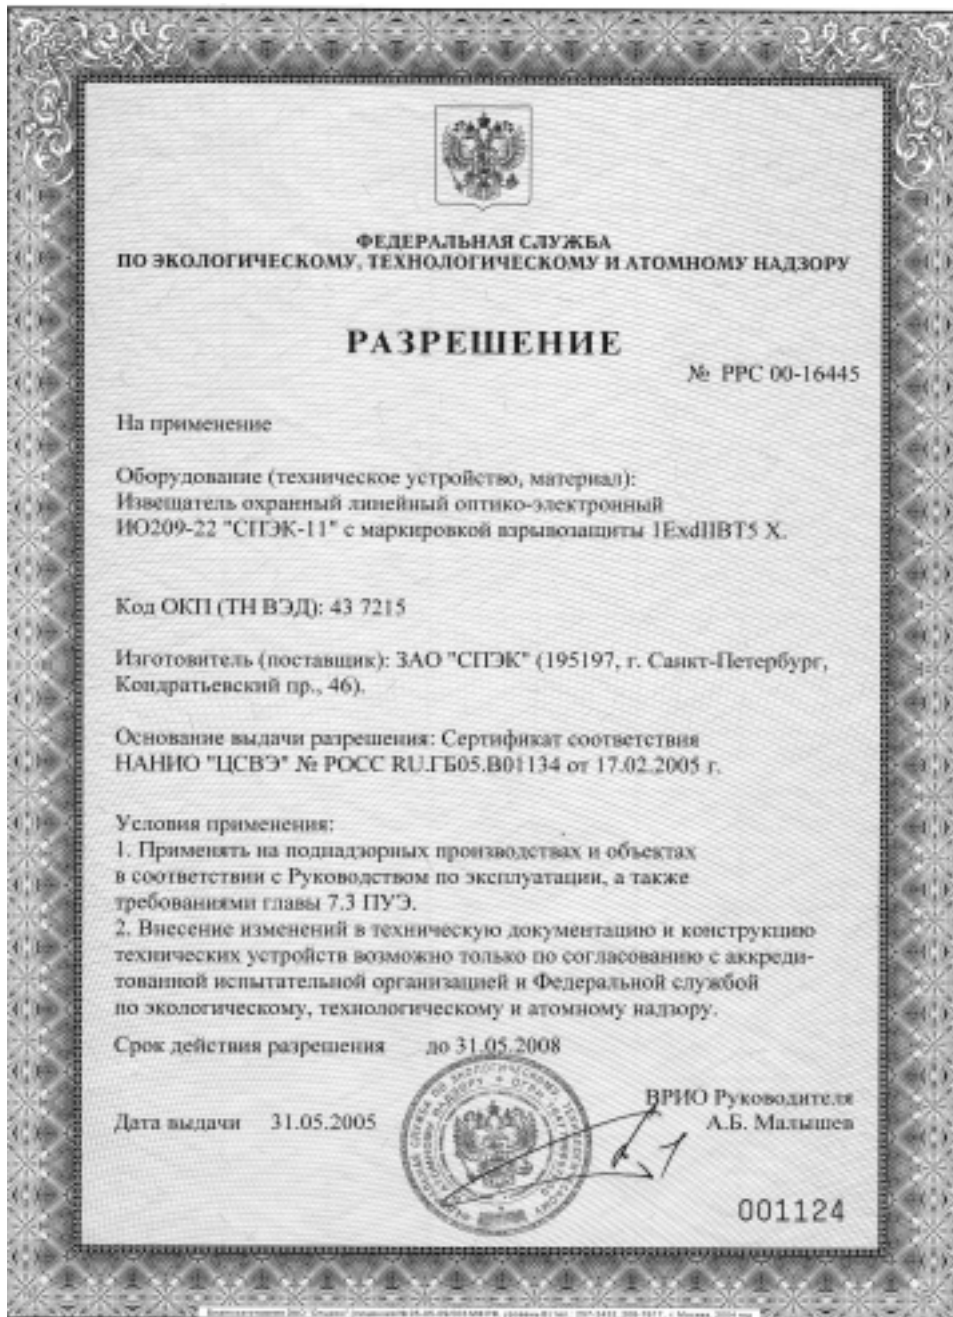 ФЕДЕРАЛЬНАЯ СЛУЖБА
ПО ЭКОЛОГИЧЕСКОМУ, ТЕХНОЛОГИЧЕСКОМУ И АТОМНОМУ НАДЗОРУ
РАЗРЕШЕНИЕ
№ РРС 00-16445
На применение
Оборудование (техническое устройство, материал):
Извещатель охранный линейный оптико-электронный
ИО209-22 "СПЭК-11" с маркировкой взрывозащиты 1ExdIIBT5 X.
Код ОКП (ТН ВЭД): 43 7215
Изготовитель (поставщик): ЗАО "СПЭК" (195197, г. Санкт-Петербург,
Кондратьевский пр., 46).
Основание выдачи разрешения: Сертификат соответствия
НАНИО "ЦСВЭ" № РОСС RU.ГБ05.В01134 от 17.02.2005 г.
Условия применения:
1. Применять на поднадзорных производствах и объектах
в соответствии с Руководством по эксплуатации, а также
требованиями главы 7.3 ПУЭ.
2. Внесение изменений в техническую документацию и конструкцию
технических устройств возможно только по согласованию с аккреди-
тованной испытательной организацией и Федеральной службой
по экологическому, технологическому и атомному надзору.
Срок действия разрешения до 31.05.2008
Дата выдачи 31.05.2005
ВРИО Руководителя
А.Б. Малышев
001124